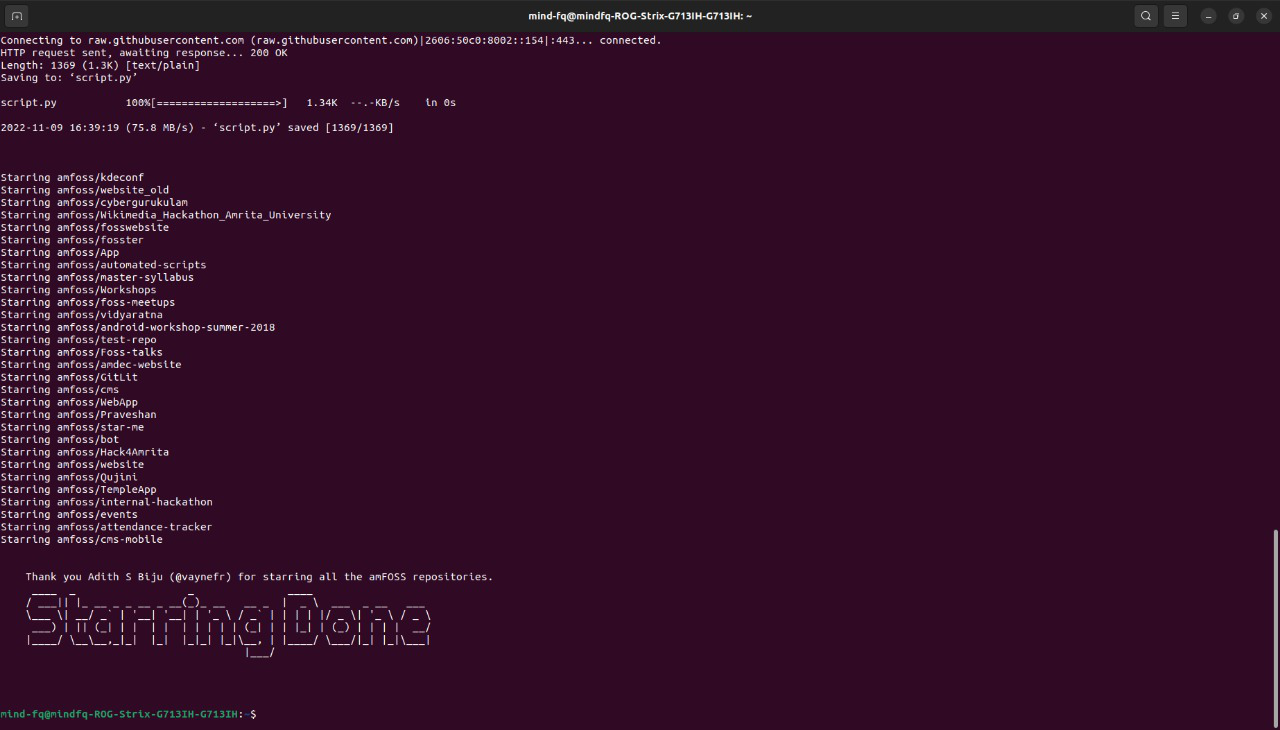 mind-fq@mindfq-ROG-Strix-G713IH-G713IH: ~
Connecting to raw.githubusercontent.com (raw.githubusercontent.com)|2606:50c0:8002::154|:443... connected.
HTTP request sent, awaiting response... 200 OK
Length: 1369 (1.3K) [text/plain]
Saving to: ‘script.py’
script.py           100%[===================>]   1.34K  --.-KB/s    in 0s
2022-11-09 16:39:19 (75.8 MB/s) - ‘script.py’ saved [1369/1369]
Starring amfoss/kdeconf
Starring amfoss/website_old
Starring amfoss/cybergurukulam
Starring amfoss/Wikimedia_Hackathon_Amrita_University
Starring amfoss/fosswebsite
Starring amfoss/fosster
Starring amfoss/App
Starring amfoss/automated-scripts
Starring amfoss/master-syllabus
Starring amfoss/Workshops
Starring amfoss/foss-meetups
Starring amfoss/vidyaratna
Starring amfoss/android-workshop-summer-2018
Starring amfoss/test-repo
Starring amfoss/Foss-talks
Starring amfoss/amdec-website
Starring amfoss/GitLit
Starring amfoss/cms
Starring amfoss/WebApp
Starring amfoss/Praveshan
Starring amfoss/star-me
Starring amfoss/bot
Starring amfoss/Hack4Amrita
Starring amfoss/website
Starring amfoss/Qujini
Starring amfoss/TempleApp
Starring amfoss/internal-hackathon
Starring amfoss/events
Starring amfoss/attendance-tracker
Starring amfoss/cms-mobile
Thank you Adith S Biju (@vaynefr) for starring all the amFOSS repositories.
Starring Done
mind-fq@mindfq-ROG-Strix-G713IH-G713IH:~$